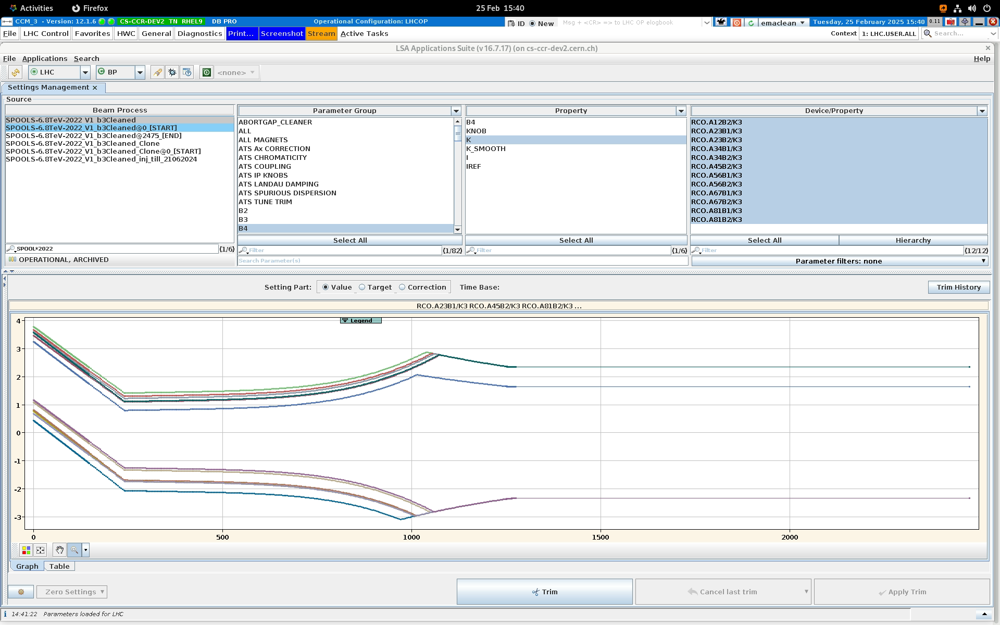 Activities Firefox 25 Feb 15:40
CCM_3 - Version: 12.1.6 CS-CCR-DEV2 TN RHEL9 DB PRO Operational Configuration: LHCOP ID New Msg + <CR> => to LHC OP elogbook emaclean Tuesday, 25 February 2025 15:40 0.11
File LHC Control Favorites HWC General Diagnostics Print... Screenshot Stream Active Tasks Context 1: LHC.USER.ALL Search...
LSA Applications Suite (v 16.7.17) (on cs-ccr-dev2.cern.ch)
File Applications Search Help
LHC BP <none>
Settings Management
Source
Beam Process
SPOOLS-6.8TeV-2022_V1_b3Cleaned
SPOOLS-6.8TeV-2022_V1_b3Cleaned@0_[START]
SPOOLS-6.8TeV-2022_V1_b3Cleaned@2475_[END]
SPOOLS-6.8TeV-2022_V1_b3Cleaned_Clone
SPOOLS-6.8TeV-2022_V1_b3Cleaned_Clone@0_[START]
SPOOLS-6.8TeV-2022_V1_b3Cleaned_inj_till_21062024
SPOOL*2022 (1/6)
OPERATIONAL, ARCHIVED
Parameter Group
ABORTGAP_CLEANER
ALL
ALL MAGNETS
ATS Ax CORRECTION
ATS CHROMATICITY
ATS COUPLING
ATS IP KNOBS
ATS LANDAU DAMPING
ATS SPURIOUS DISPERSION
ATS TUNE TRIM
B2
B3
B4
Select All
Filter (1/82)
Search Parameter(s)
Property
B4
KNOB
K
K_SMOOTH
I
IREF
Select All
Filter (1/6)
Device/Property
RCO.A12B2/K3
RCO.A23B1/K3
RCO.A23B2/K3
RCO.A34B1/K3
RCO.A34B2/K3
RCO.A45B2/K3
RCO.A56B1/K3
RCO.A56B2/K3
RCO.A67B1/K3
RCO.A67B2/K3
RCO.A81B1/K3
RCO.A81B2/K3
Select All Hierarchy
Filter (12/12)
Parameter filters: none
Setting Part: Value Target Correction Time Base: Trim History
RCO.A23B1/K3 RCO.A45B2/K3 RCO.A81B2/K3 ...
Legend
4
3
2
1
0
-1
-2
-3
0 500 1000 1500 2000
Graph Table
Zero Settings Trim Cancel last trim Apply Trim
14:41:22 Parameters loaded for LHC